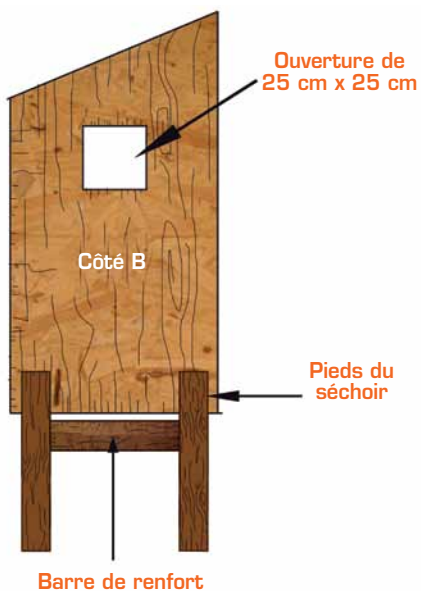 Ouverture de
25 cm x 25 cm
Côté B
Pieds du
séchoir
Barre de renfort